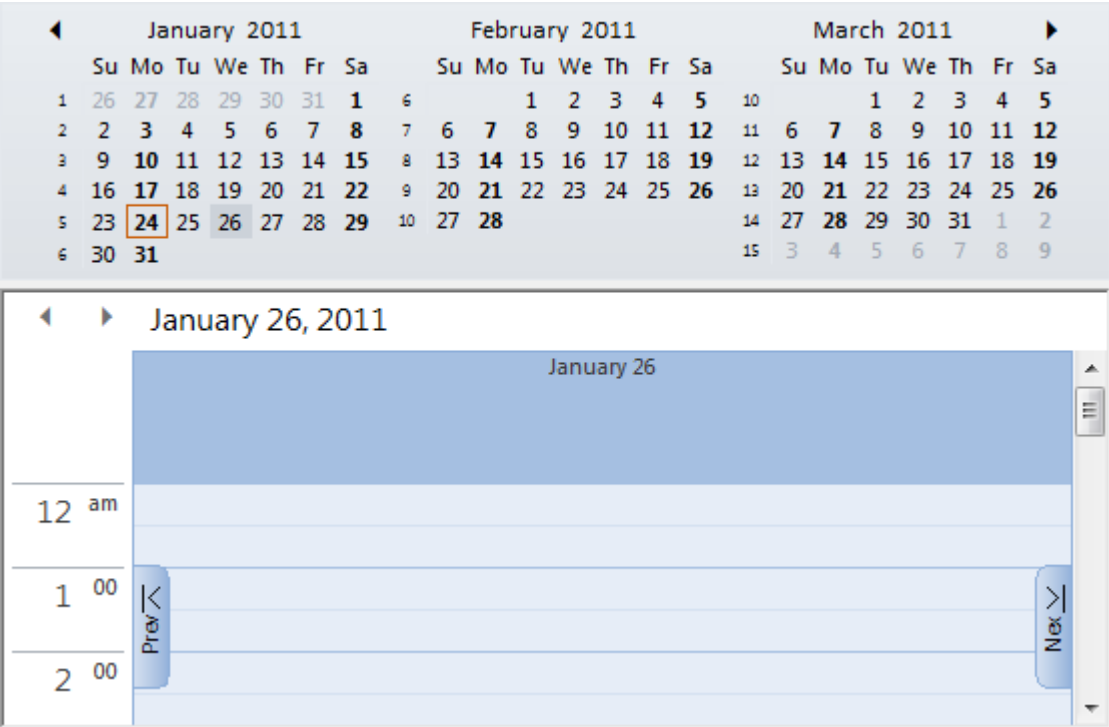 January 2011 February 2011 March 2011
Su Mo Tu We Th Fr Sa Su Mo Tu We Th Fr Sa Su Mo Tu We Th Fr Sa
1 26 27 28 29 30 31 1 6 1 2 3 4 5 10 1 2 3 4 5
2 2 3 4 5 6 7 8 7 6 7 8 9 10 11 12 11 6 7 8 9 10 11 12
3 9 10 11 12 13 14 15 8 13 14 15 16 17 18 19 12 13 14 15 16 17 18 19
4 16 17 18 19 20 21 22 9 20 21 22 23 24 25 26 13 20 21 22 23 24 25 26
5 23 24 25 26 27 28 29 10 27 28 14 27 28 29 30 31 1 2
6 30 31 15 3 4 5 6 7 8 9
January 26, 2011
January 26
12 am
1 00
Prev
Nex
2 00